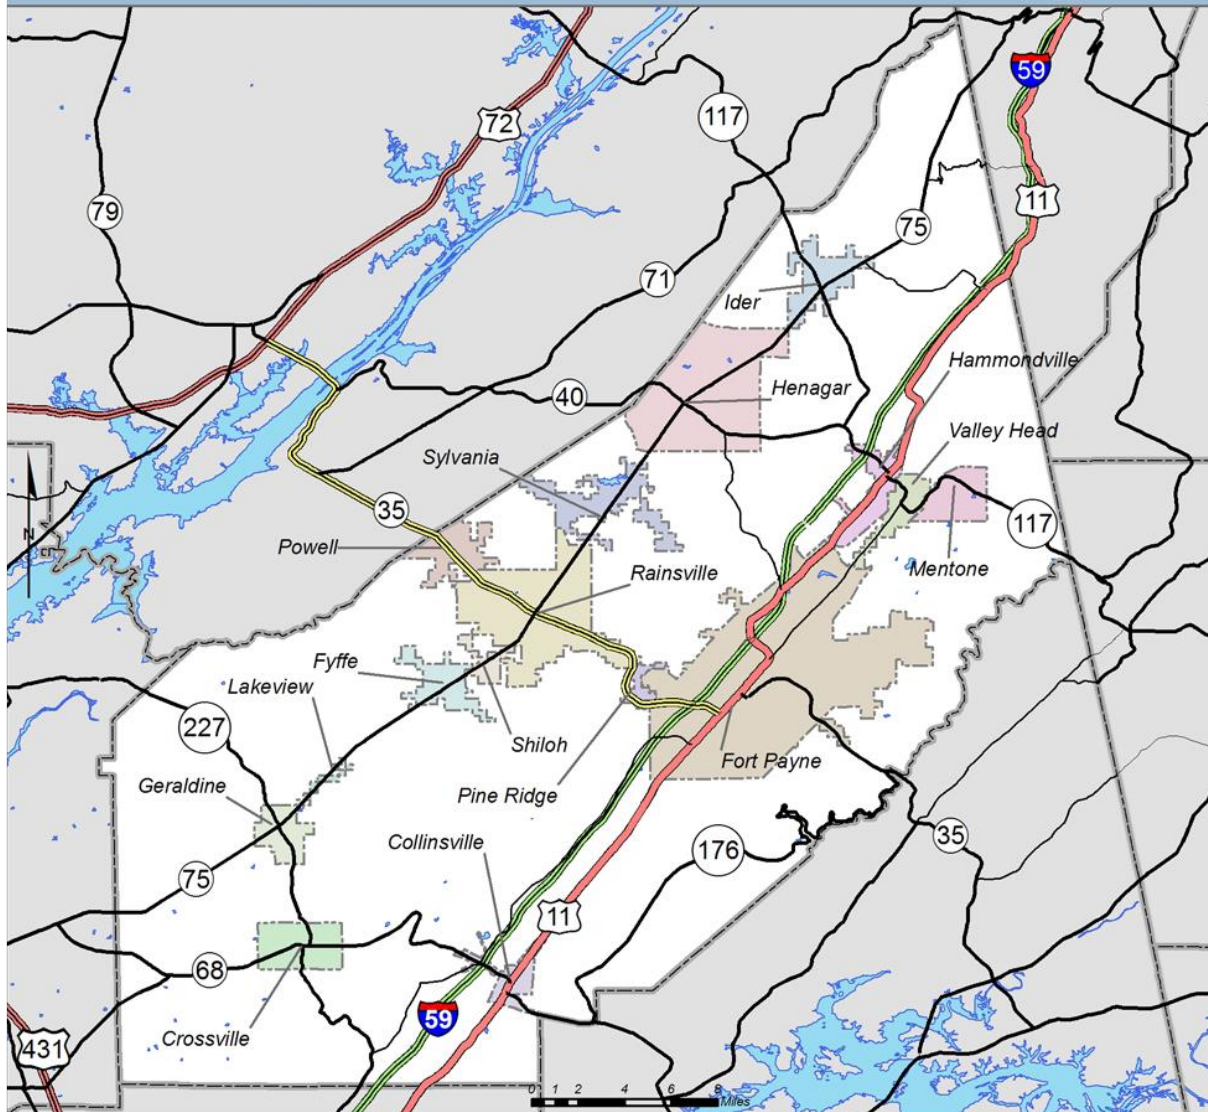 59
72
117
79
11
75
71
Ider
Hammondville
Henagar
40
Valley Head
Sylvania
35
117
N
Powell
Rainsville
Mentone
Fyffe
Lakeview
227
Shiloh
Fort Payne
Geraldine
Pine Ridge
Collinsville
176
35
75
11
68
59
Crossville
431
0 1 2 4 6 8
Miles